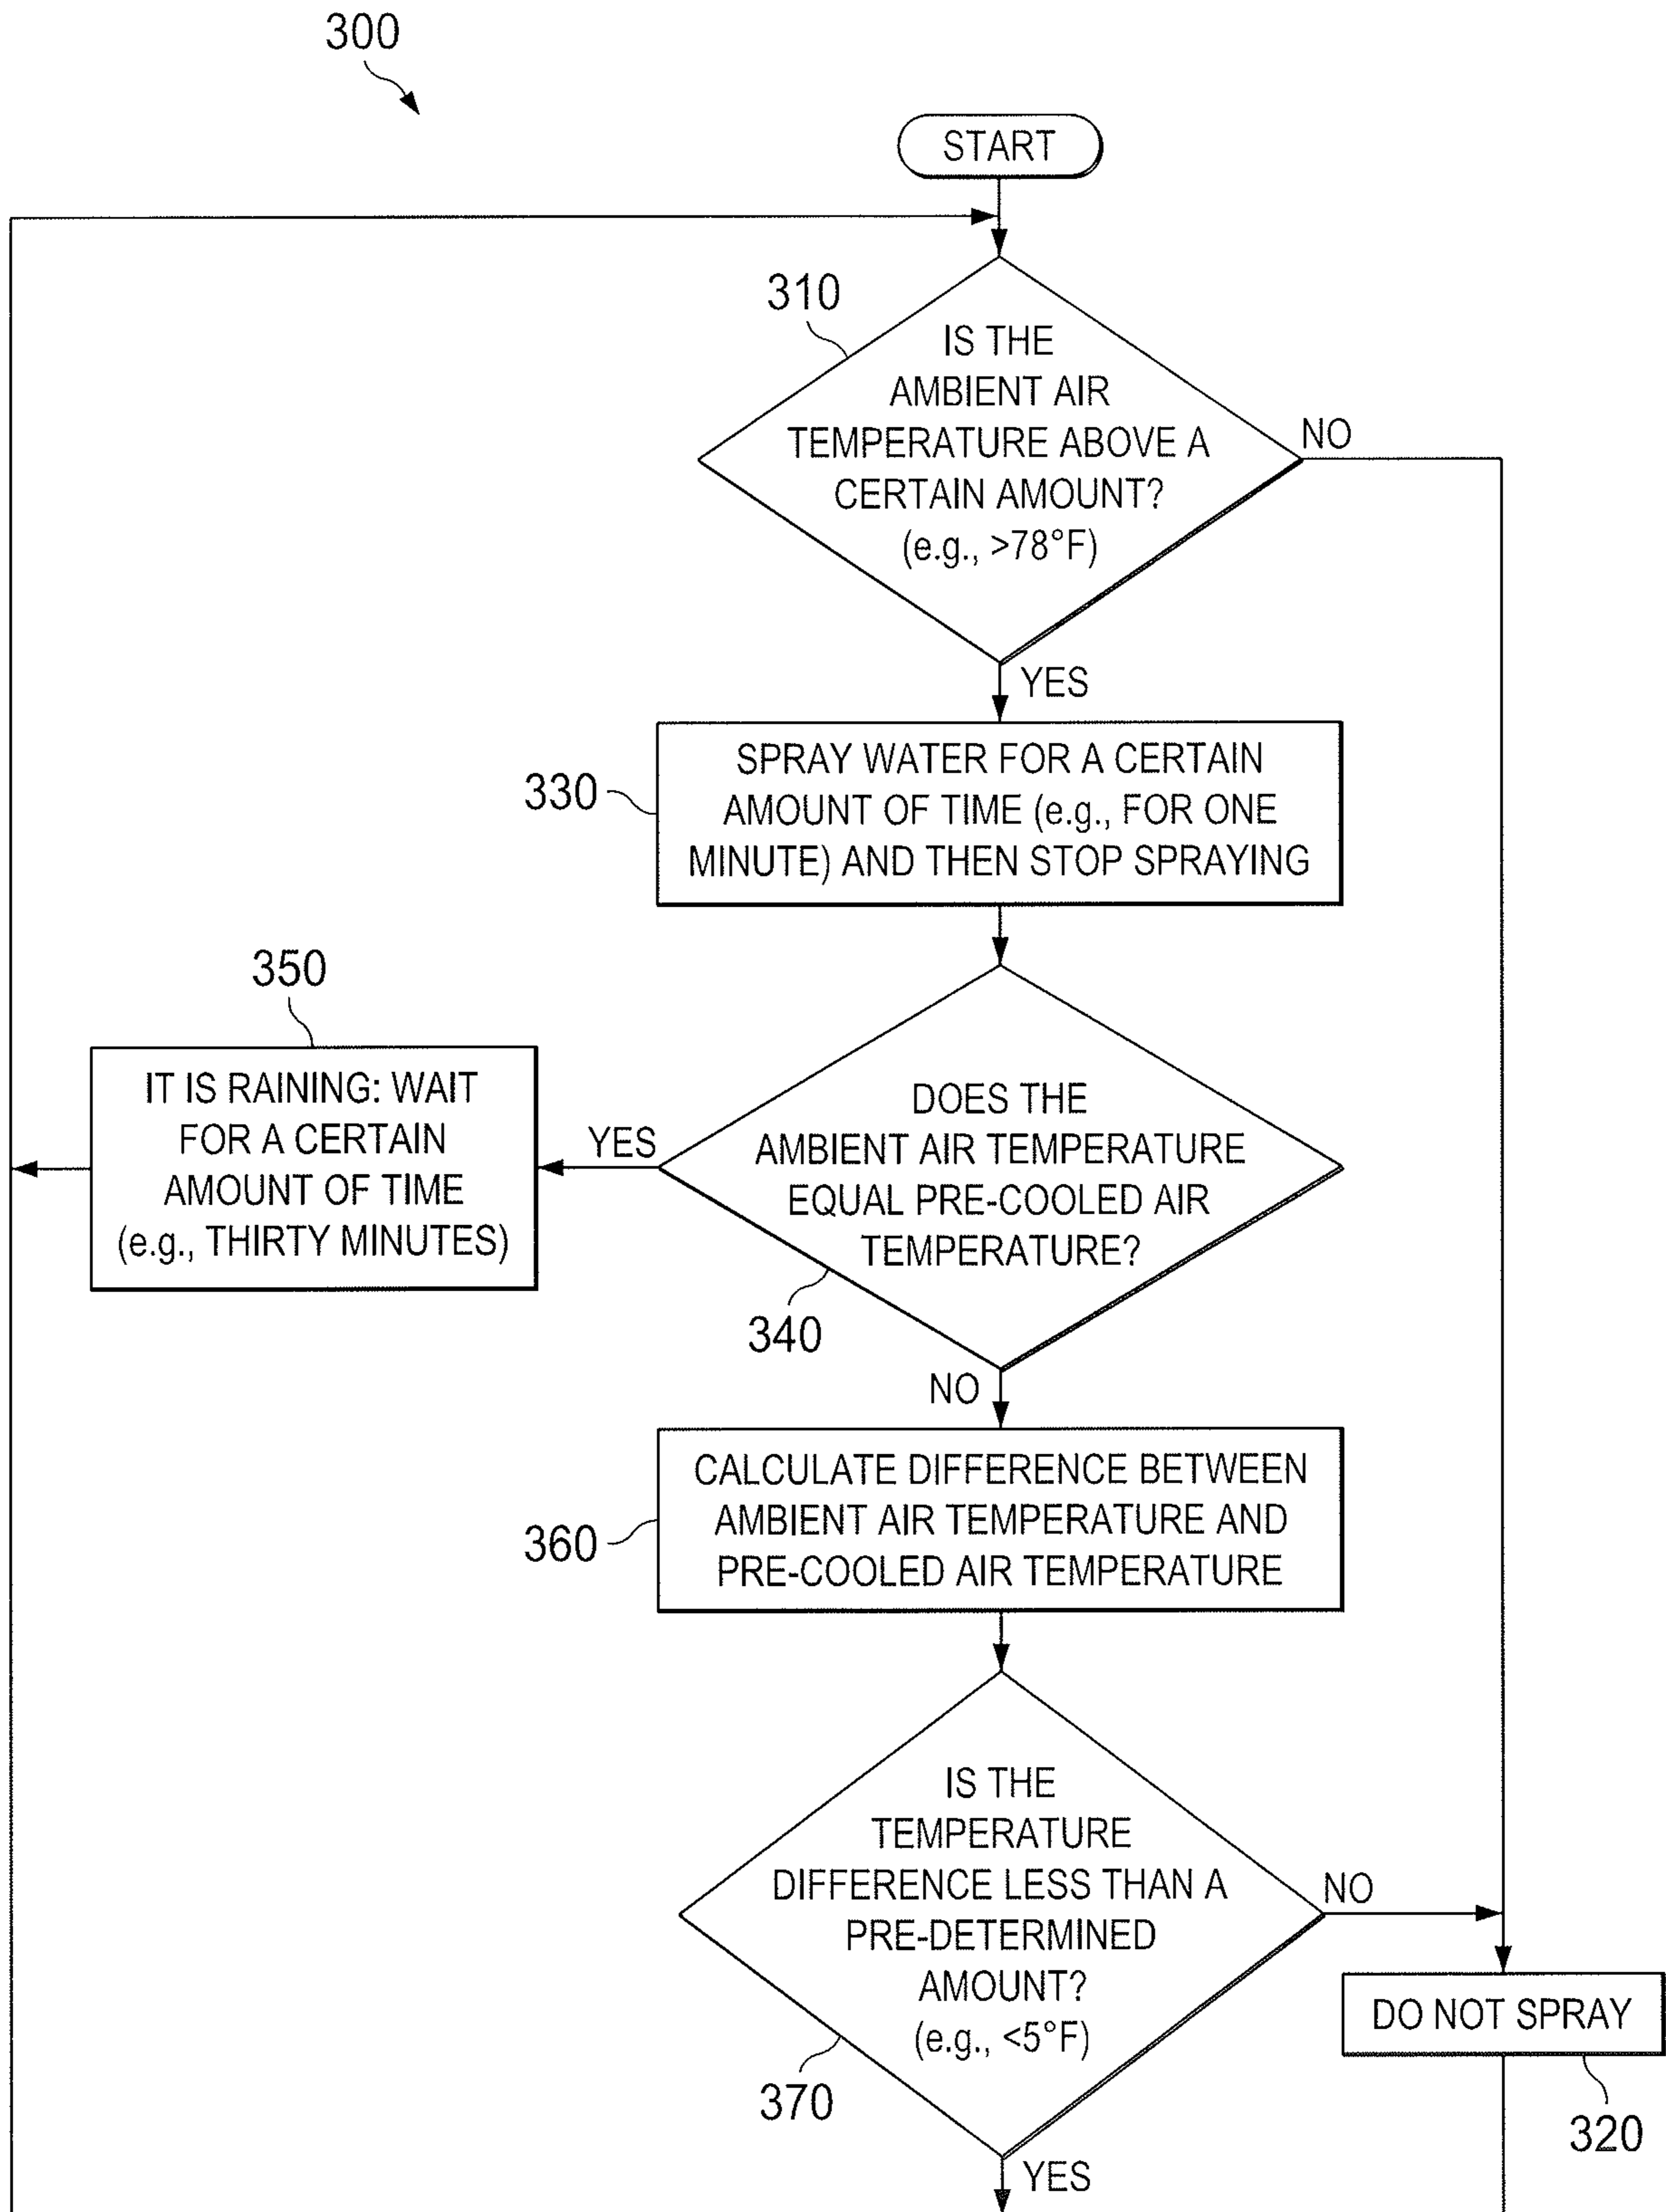 300
START
310
IS THE
AMBIENT AIR
TEMPERATURE ABOVE A
CERTAIN AMOUNT?
(e.g., >78°F)
NO
YES
330
SPRAY WATER FOR A CERTAIN
AMOUNT OF TIME (e.g., FOR ONE
MINUTE) AND THEN STOP SPRAYING
350
IT IS RAINING: WAIT
FOR A CERTAIN
AMOUNT OF TIME
(e.g., THIRTY MINUTES)
YES
DOES THE
AMBIENT AIR TEMPERATURE
EQUAL PRE-COOLED AIR
TEMPERATURE?
340
NO
360
CALCULATE DIFFERENCE BETWEEN
AMBIENT AIR TEMPERATURE AND
PRE-COOLED AIR TEMPERATURE
IS THE
TEMPERATURE
DIFFERENCE LESS THAN A
PRE-DETERMINED
AMOUNT?
(e.g., <5°F)
NO
370
YES
DO NOT SPRAY
320